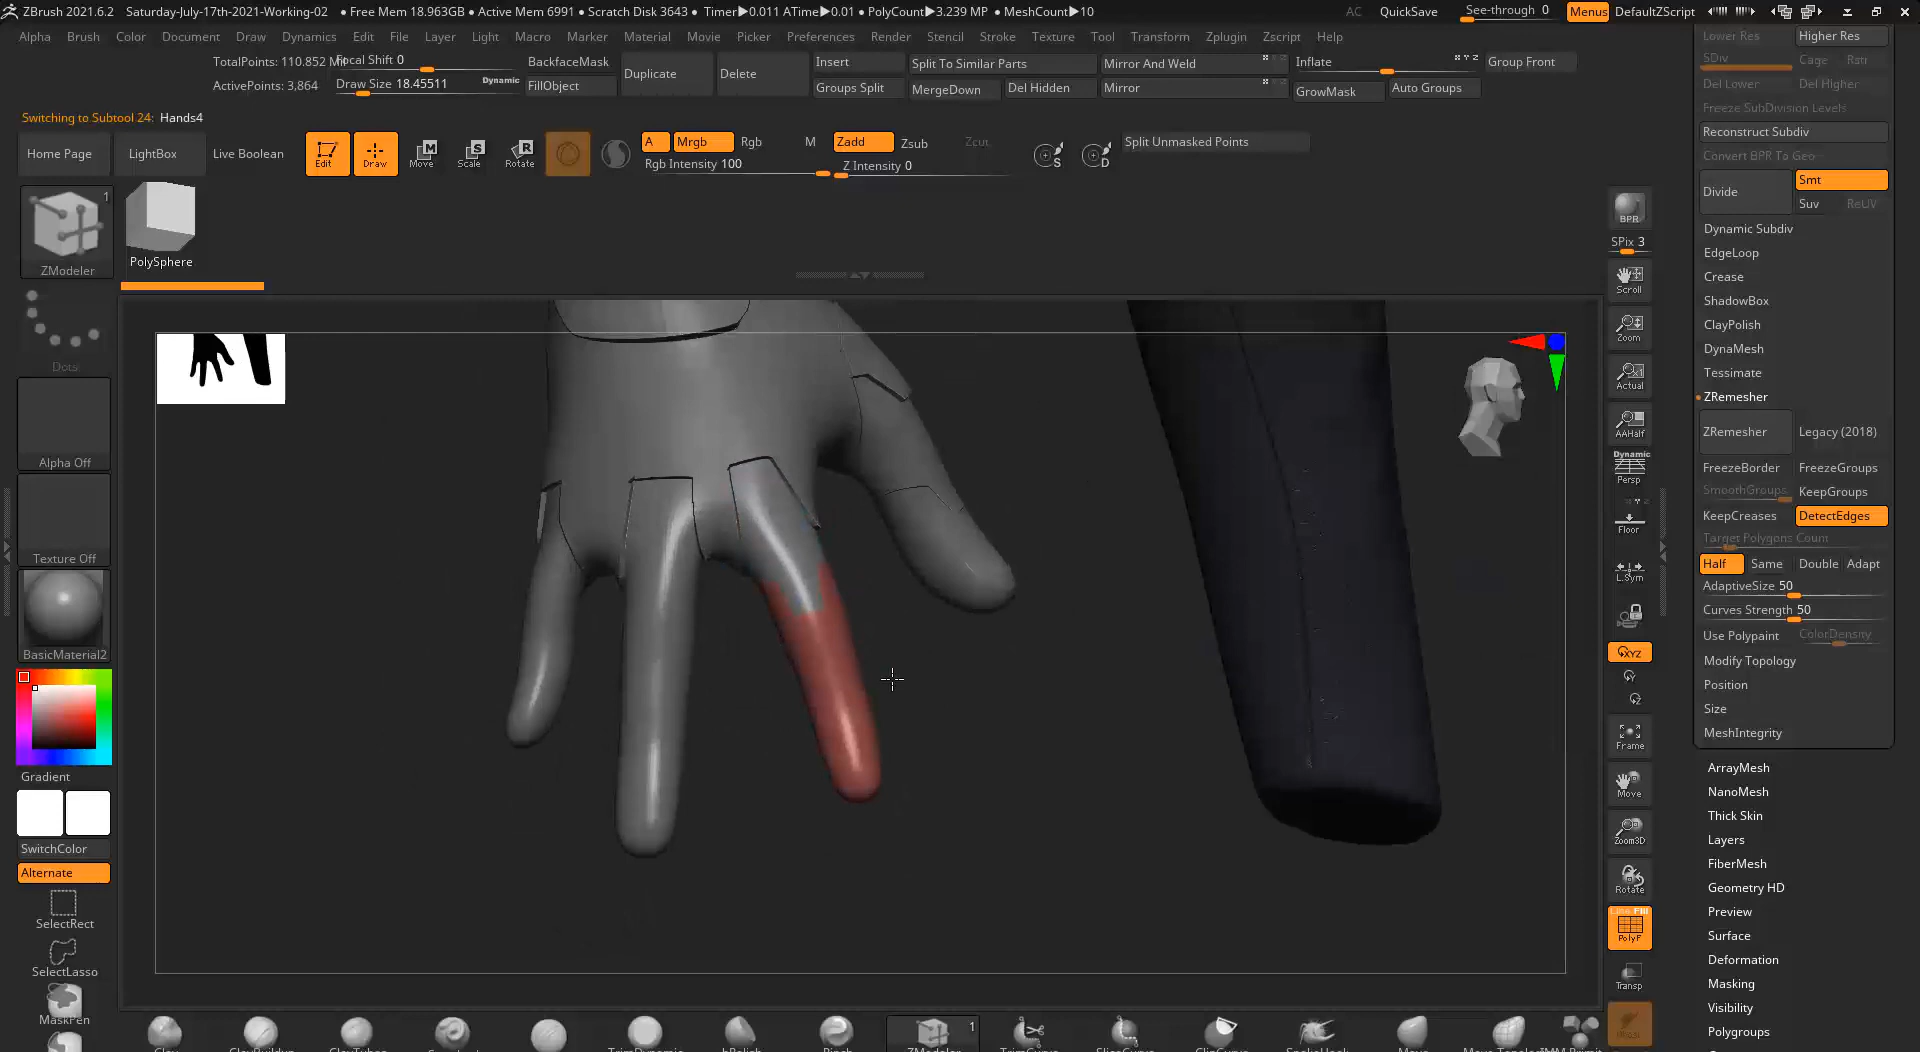 ZBrush 2021.6.2 Saturday-July-17th-2021-Working-02 • Free Mem 18.963GB • Active Mem 6991 • Scratch Disk 3643 • Timer▶0.011 ATime▶0.01 • PolyCount▶3.239 MP • MeshCount▶10 AC QuickSave See-through 0 Menus DefaultZScript
Alpha Brush Color Document Draw Dynamics Edit File Layer Light Macro Marker Material Movie Picker Preferences Render Stencil Stroke Texture Tool Transform Zplugin Zscript Help
TotalPoints: 110.852 Focal Shift 0 BackfaceMask Duplicate Delete Insert Split To Similar Parts Mirror And Weld Inflate Group Front
ActivePoints: 3,864 Draw Size 18.45511 Dynamic FillObject Groups Split MergeDown Del Hidden Mirror GrowMask Auto Groups
Switching to Subtool 24: Hands4
Home Page LightBox Live Boolean Edit Draw Move Scale Rotate A Mrgb Rgb M Zadd Zsub Zcut Split Unmasked Points
Rgb Intensity 100 Z Intensity 0
S D
1
ZModeler
PolySphere
Dots
Alpha Off
Texture Off
BasicMaterial2
Gradient
SwitchColor
Alternate
SelectRect
SelectLasso
MaskPen
BPR
SPix 3
Scroll
Zoom
Actual
AAHalf
Dynamic
Persp
Floor
L.Sym
XYZ
Frame
Move
Zoom3D
Rotate
Line Fill
PolyF
Transp
Lower Res Higher Res
SDiv Cage Rstr
Del Lower Del Higher
Freeze SubDivision Levels
Reconstruct Subdiv
Convert BPR To Geo
Divide Smt
Suv ReUV
Dynamic Subdiv
EdgeLoop
Crease
ShadowBox
ClayPolish
DynaMesh
Tessimate
ZRemesher
ZRemesher Legacy (2018)
FreezeBorder FreezeGroups
SmoothGroups KeepGroups
KeepCreases DetectEdges
Target Polygons Count
Half Same Double Adapt
AdaptiveSize 50
Curves Strength 50
Use Polypaint ColorDensity
Modify Topology
Position
Size
MeshIntegrity
ArrayMesh
NanoMesh
Thick Skin
Layers
FiberMesh
Geometry HD
Preview
Surface
Deformation
Masking
Visibility
Polygroups
1